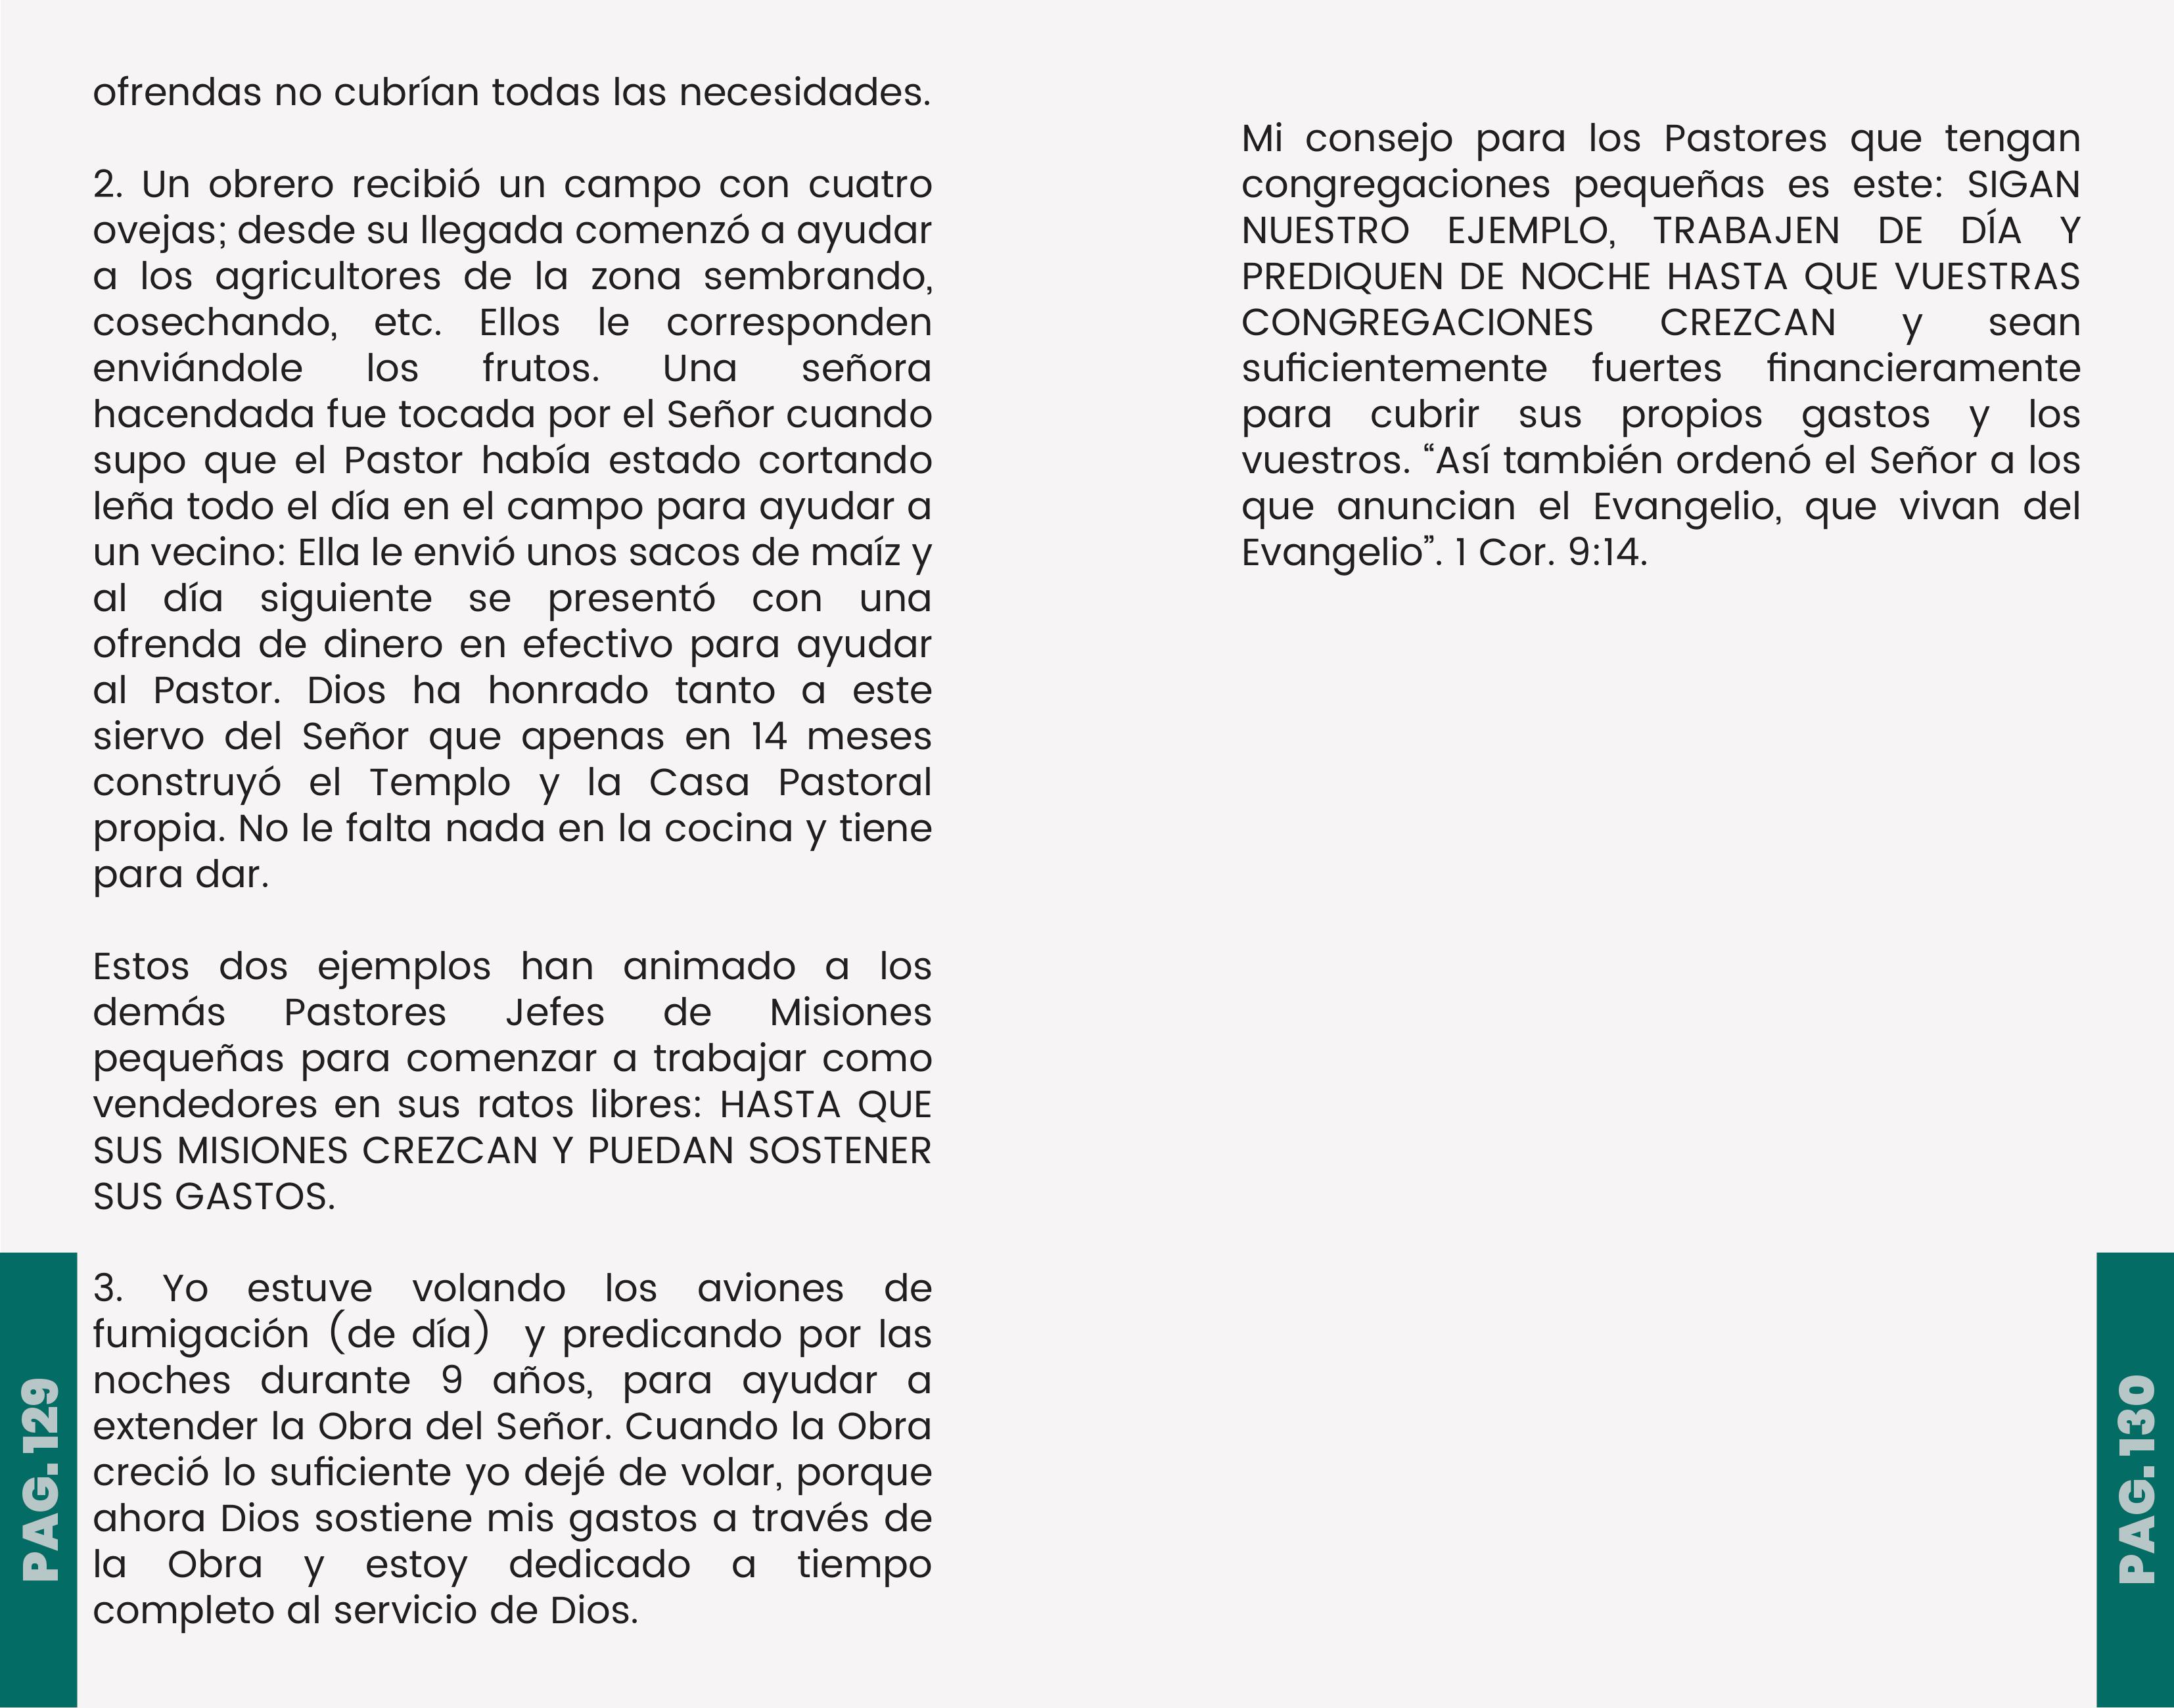 ofrendas no cubrían todas las necesidades.
2. Un obrero recibió un campo con cuatro
ovejas; desde su llegada comenzó a ayudar
a los agricultores de la zona sembrando,
cosechando, etc. Ellos le corresponden
enviándole los frutos. Una señora
hacendada fue tocada por el Señor cuando
supo que el Pastor había estado cortando
leña todo el día en el campo para ayudar a
un vecino: Ella le envió unos sacos de maíz y
al día siguiente se presentó con una
ofrenda de dinero en efectivo para ayudar
al Pastor. Dios ha honrado tanto a este
siervo del Señor que apenas en 14 meses
construyó el Templo y la Casa Pastoral
propia. No le falta nada en la cocina y tiene
para dar.
Estos dos ejemplos han animado a los
demás Pastores Jefes de Misiones
pequeñas para comenzar a trabajar como
vendedores en sus ratos libres: HASTA QUE
SUS MISIONES CREZCAN Y PUEDAN SOSTENER
SUS GASTOS.
3. Yo estuve volando los aviones de
fumigación (de día) y predicando por las
noches durante 9 años, para ayudar a
extender la Obra del Señor. Cuando la Obra
creció lo suficiente yo dejé de volar, porque
ahora Dios sostiene mis gastos a través de
la Obra y estoy dedicado a tiempo
completo al servicio de Dios.
PAG. 129
Mi consejo para los Pastores que tengan
congregaciones pequeñas es este: SIGAN
NUESTRO EJEMPLO, TRABAJEN DE DÍA Y
PREDIQUEN DE NOCHE HASTA QUE VUESTRAS
CONGREGACIONES CREZCAN y sean
suficientemente fuertes financieramente
para cubrir sus propios gastos y los
vuestros. “Así también ordenó el Señor a los
que anuncian el Evangelio, que vivan del
Evangelio”. 1 Cor. 9:14.
PAG. 130